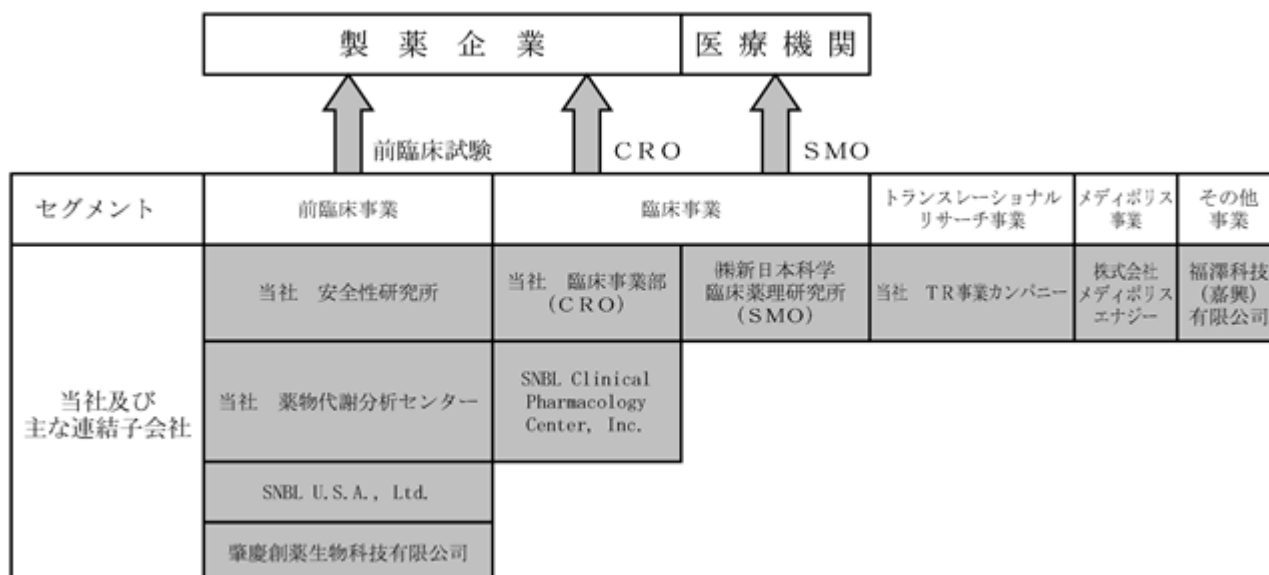 製薬企業
医療機関
前臨床試験
CRO
SMO
セグメント
前臨床事業
臨床事業
トランスレーショナル
リサーチ事業
メディポリス
事業
その他
事業
当社及び
主な連結子会社
当社 安全性研究所
当社 臨床事業部
(CRO)
㈱新日本科学
臨床薬理研究所
(SMO)
当社 TR事業カンパニー
株式会社
メディポリス
エナジー
福澤科技
(嘉興)
有限公司
当社 薬物代謝分析センター
SNBL Clinical
Pharmacology
Center, Inc.
SNBL U.S.A., Ltd.
肇慶創薬生物科技有限公司